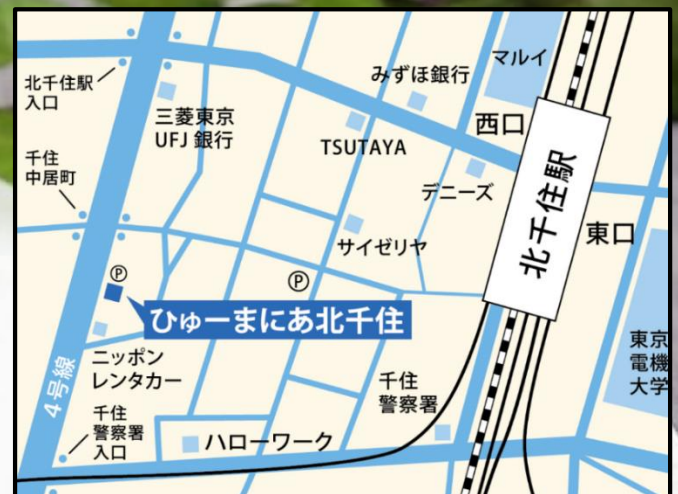 マルイ
みずほ銀行
北千住駅
入口
三菱東京
UFJ 銀行
西口
TSUTAYA
千住
中居町
デニーズ
北千住駅
東口
サイゼリヤ
P
P
ひゅーまにあ北千住
ニッポン
レンタカー
東京
電機
大学
4号線
千住
警察署
千住
警察署
入口
ハローワーク